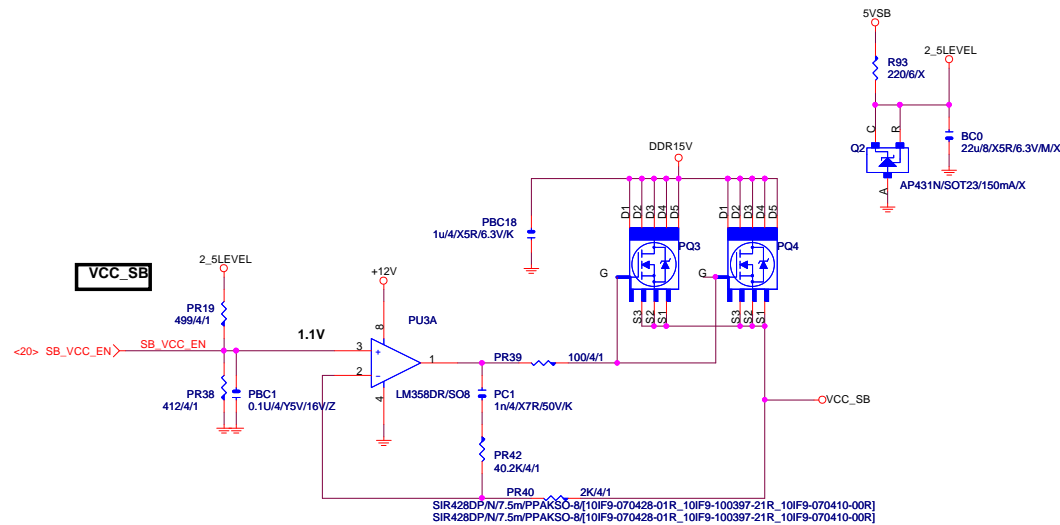 5VSB
R93
220/6/X
2_5LEVEL
C
R
Q2
BC0
22u/8/X5R/6.3V/M/X
A
AP431N/SOT23/150mA/X
DDR15V
PBC18
1u/4/X5R/6.3V/K
D1
D2
D3
D4
D5
D1
D2
D3
D4
D5
PQ3
PQ4
G
G
S3
S2
S1
S3
S2
S1
VCC_SB
2_5LEVEL
+12V
PR19
499/4/1
8
PU3A
1.1V
<20>
SB_VCC_EN
SB_VCC_EN
3
+
2
-
1
4
PR39
100/4/1
LM358DR/SO8
PC1
1n/4/X7R/50V/K
PR38
412/4/1
PBC1
0.1U/4/Y5V/16V/Z
VCC_SB
PR42
40.2K/4/1
PR40
2K/4/1
SIR428DP/N/7.5m/PPAKSO-8/[10IF9-070428-01R_10IF9-100397-21R_10IF9-070410-00R]
SIR428DP/N/7.5m/PPAKSO-8/[10IF9-070428-01R_10IF9-100397-21R_10IF9-070410-00R]